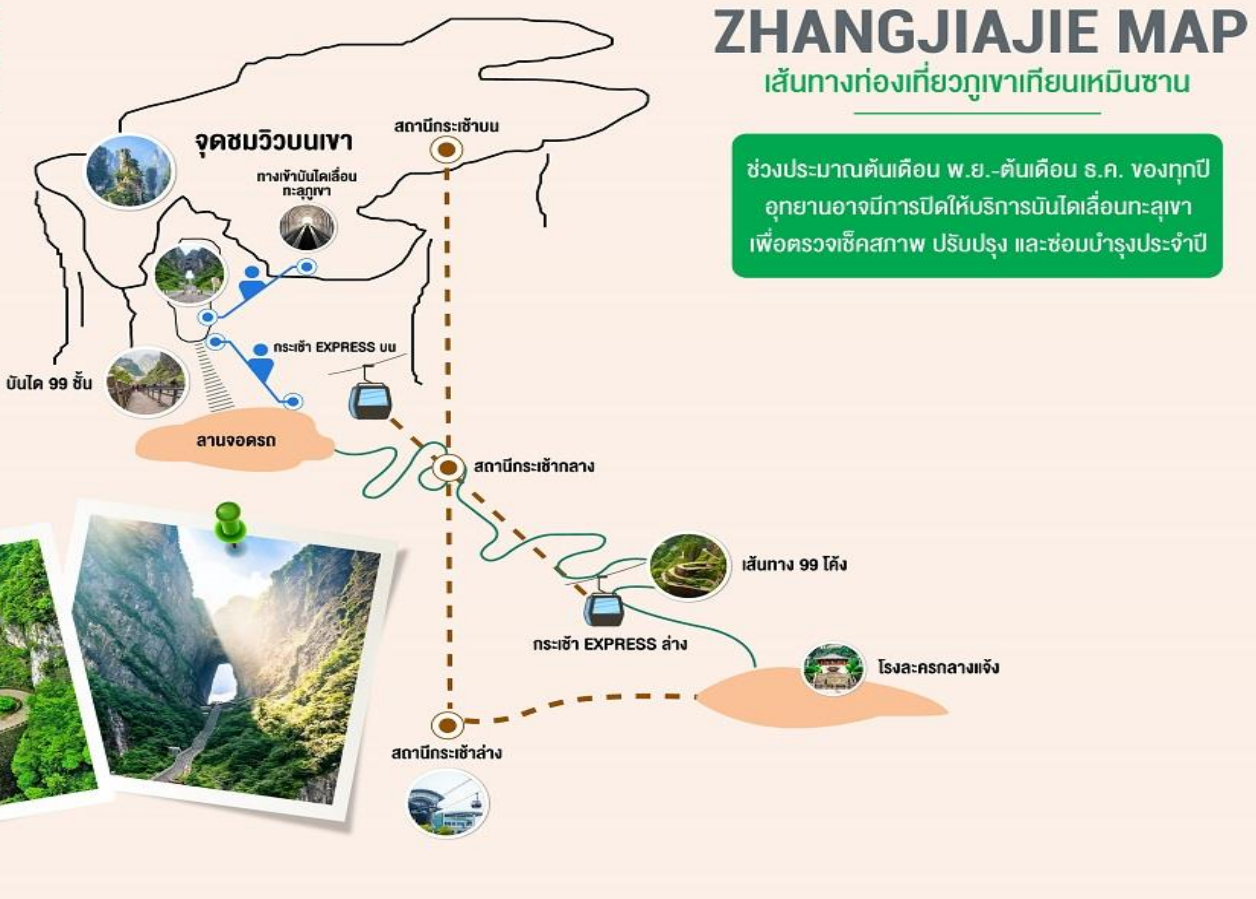 ZHANGJIAJIE MAP
เส้นทางท่องเที่ยวภูเขาเทียนเหมินซาน
ช่วงประมาณต้นเดือน พ.ย.-ต้นเดือน ธ.ค. ของทุกปี
อุทยานอาจมีการปิดให้บริการบันไดเลื่อนทะลุเขา
เพื่อตรวจเช็คสภาพ ปรับปรุง และซ่อมบำรุงประจำปี
สถานีกระเช้าบน
จุดชมวิวบนเขา
ทางเข้าบันไดเลื่อน
ทะลุภูเขา
กระเช้า EXPRESS บน
บันได 99 ชั้น
ลานจอดรถ
สถานีกระเช้ากลาง
เส้นทาง 99 โค้ง
กระเช้า EXPRESS ล่าง
โรงละครกลางแจ้ง
สถานีกระเช้าล่าง